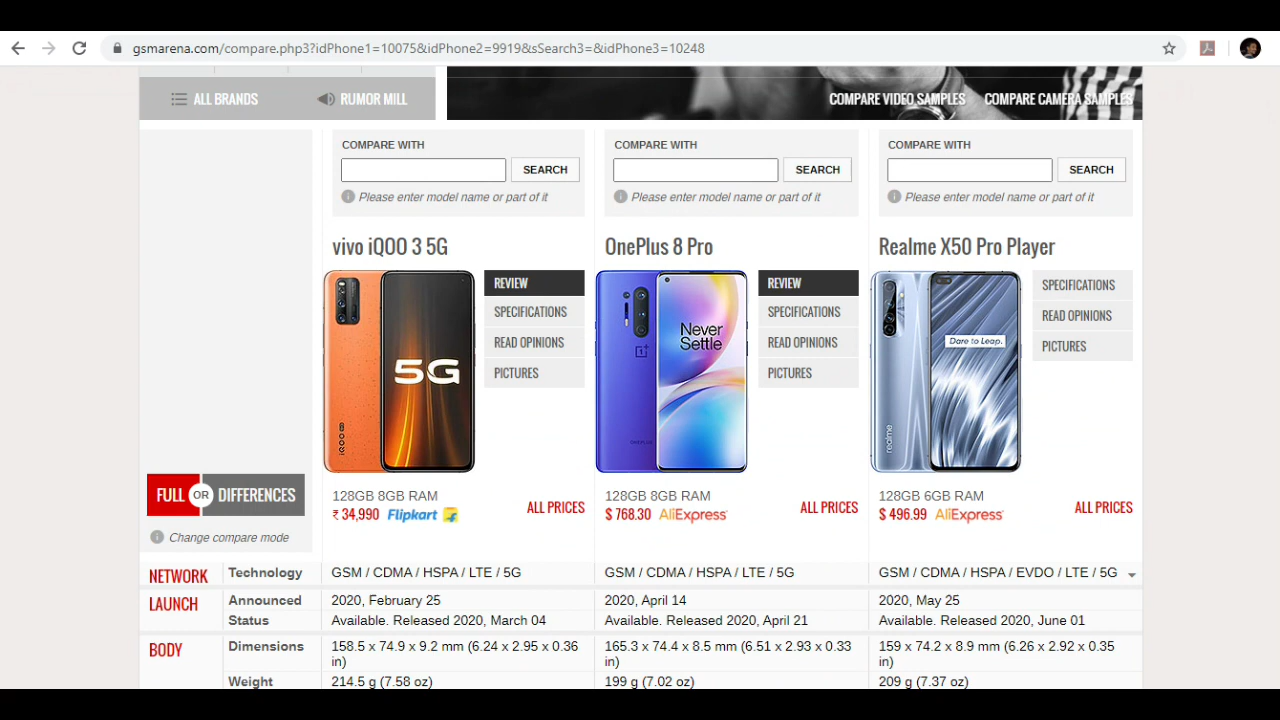 gsmarena.com/compare.php3?idPhone1=10075&idPhone2=9919&sSearch3=&idPhone3=10248
ALL BRANDS
RUMOR MILL
COMPARE VIDEO SAMPLES
COMPARE CAMERA SAMPLES
COMPARE WITH
SEARCH
Please enter model name or part of it
COMPARE WITH
SEARCH
Please enter model name or part of it
COMPARE WITH
SEARCH
Please enter model name or part of it
vivo iQOO 3 5G
5G
iQOO
REVIEW
SPECIFICATIONS
READ OPINIONS
PICTURES
128GB 8GB RAM
₹ 34,990 Flipkart
ALL PRICES
OnePlus 8 Pro
Never
Settle
ONEPLUS
REVIEW
SPECIFICATIONS
READ OPINIONS
PICTURES
128GB 8GB RAM
$ 768.30 AliExpress
ALL PRICES
Realme X50 Pro Player
Dare to Leap.
realme
SPECIFICATIONS
READ OPINIONS
PICTURES
128GB 6GB RAM
$ 496.99 AliExpress
ALL PRICES
FULL OR DIFFERENCES
Change compare mode
NETWORK Technology GSM / CDMA / HSPA / LTE / 5G GSM / CDMA / HSPA / LTE / 5G GSM / CDMA / HSPA / EVDO / LTE / 5G
LAUNCH Announced 2020, February 25 2020, April 14 2020, May 25
Status Available. Released 2020, March 04 Available. Released 2020, April 21 Available. Released 2020, June 01
BODY Dimensions 158.5 x 74.9 x 9.2 mm (6.24 x 2.95 x 0.36 165.3 x 74.4 x 8.5 mm (6.51 x 2.93 x 0.33 159 x 74.2 x 8.9 mm (6.26 x 2.92 x 0.35
in) in) in)
Weight 214.5 g (7.58 oz) 199 g (7.02 oz) 209 g (7.37 oz)